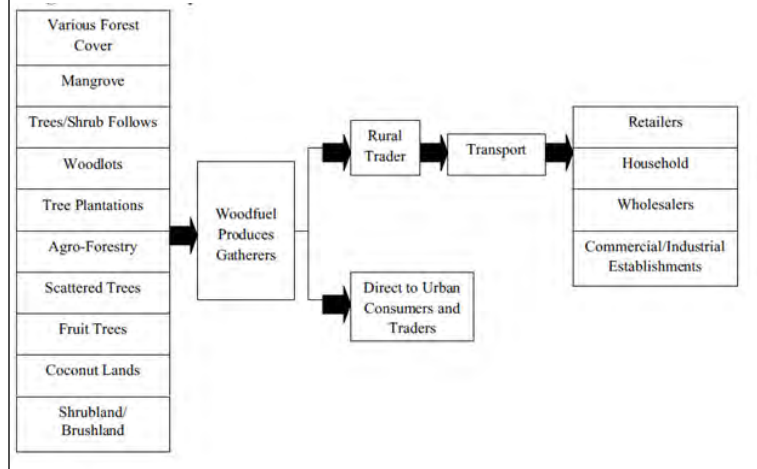 Various Forest
Cover
Mangrove
Trees/Shrub Follows
Woodlots
Tree Plantations
Agro-Forestry
Scattered Trees
Fruit Trees
Coconut Lands
Shrubland/
Brushland
Woodfuel
Produces
Gatherers
Rural
Trader
Transport
Direct to Urban
Consumers and
Traders
Retailers
Household
Wholesalers
Commercial/Industrial
Establishments